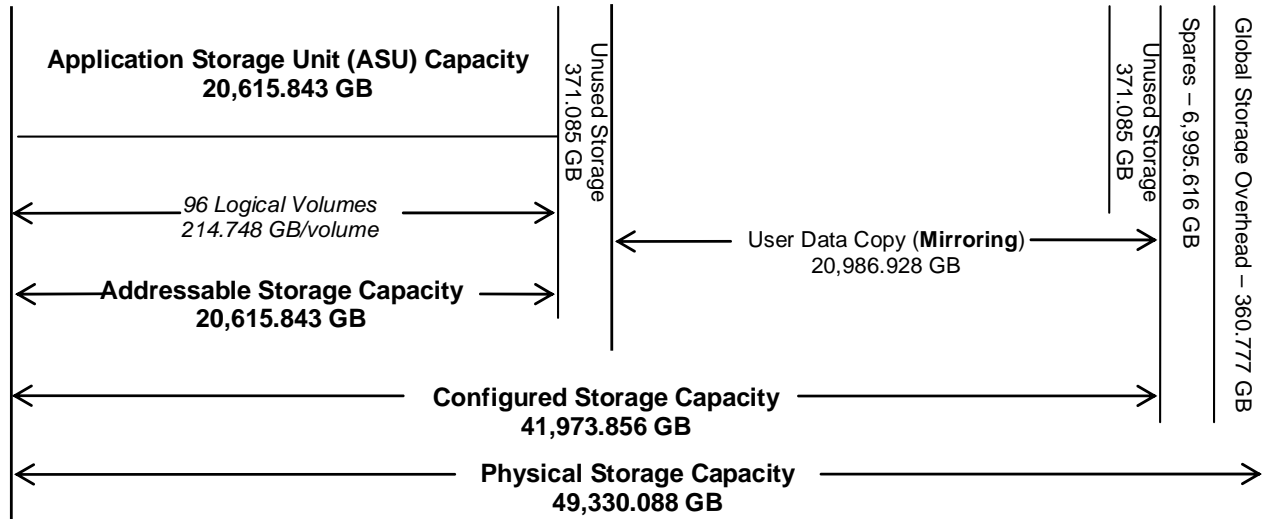 Application Storage Unit (ASU) Capacity
20,615.843 GB
Unused Storage
371.085 GB
Unused Storage
371.085 GB
Spares – 6,995.616 GB
Global Storage Overhead – 360.777 GB
96 Logical Volumes
214.748 GB/volume
User Data Copy (Mirroring)
20,986.928 GB
Addressable Storage Capacity
20,615.843 GB
Configured Storage Capacity
41,973.856 GB
Physical Storage Capacity
49,330.088 GB